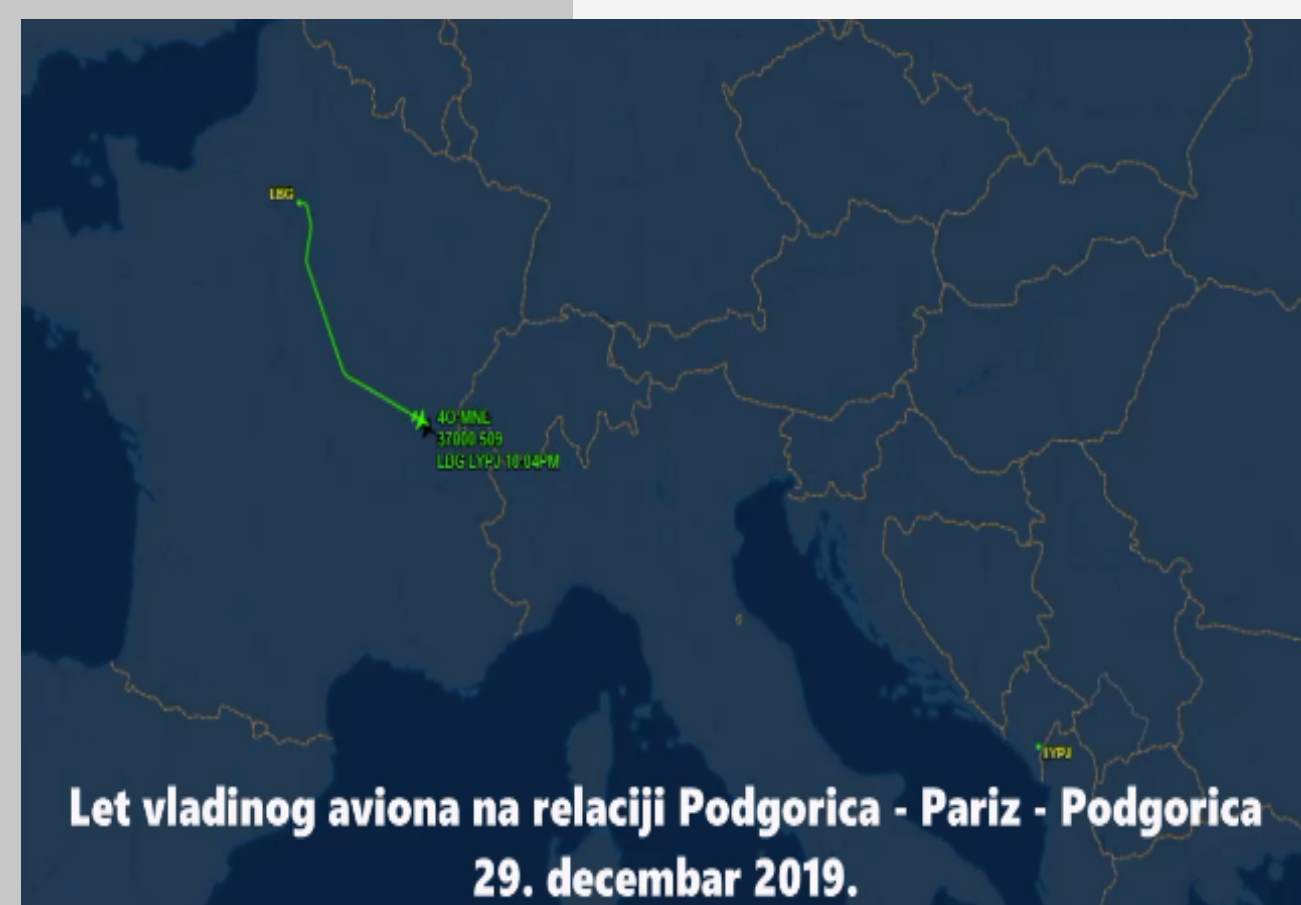 LBG
4O-MNE
37000 509
LBG LYPJ 10:04PM
LYPJ
Let vladinog aviona na relaciji Podgorica - Pariz - Podgorica
29. decembar 2019.